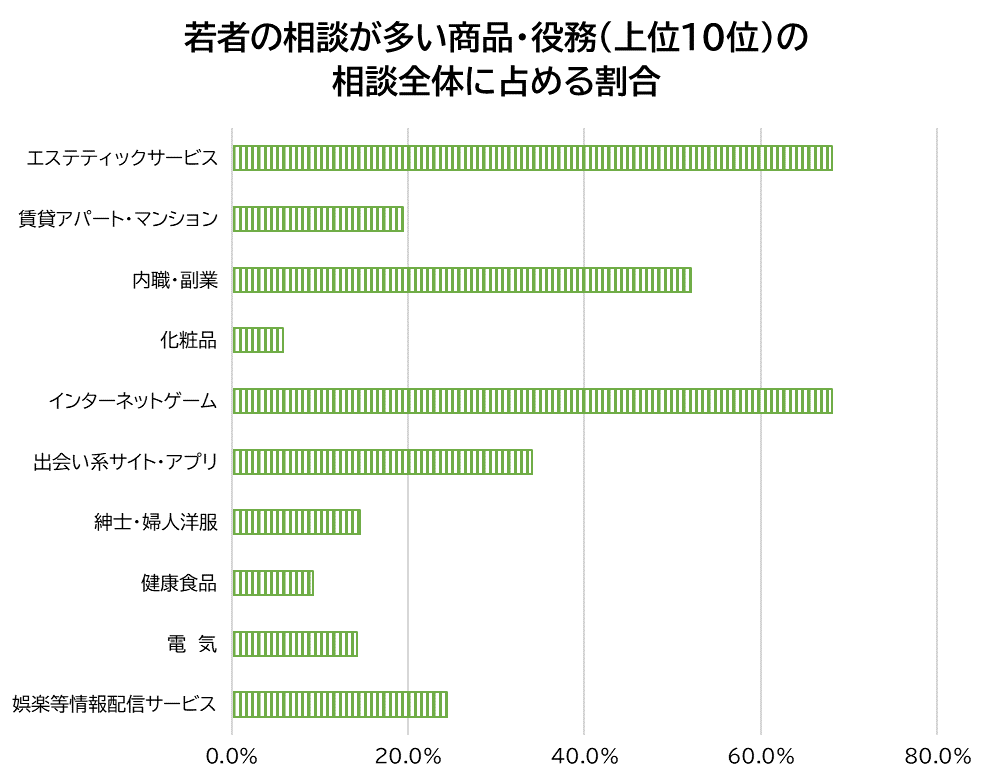 若者の相談が多い商品・役務（上位10位）の
相談全体に占める割合
エステティックサービス
賃貸アパート・マンション
内職・副業
化粧品
インターネットゲーム
出会い系サイト・アプリ
紳士・婦人洋服
健康食品
電　気
娯楽等情報配信サービス
0.0%
20.0%
40.0%
60.0%
80.0%